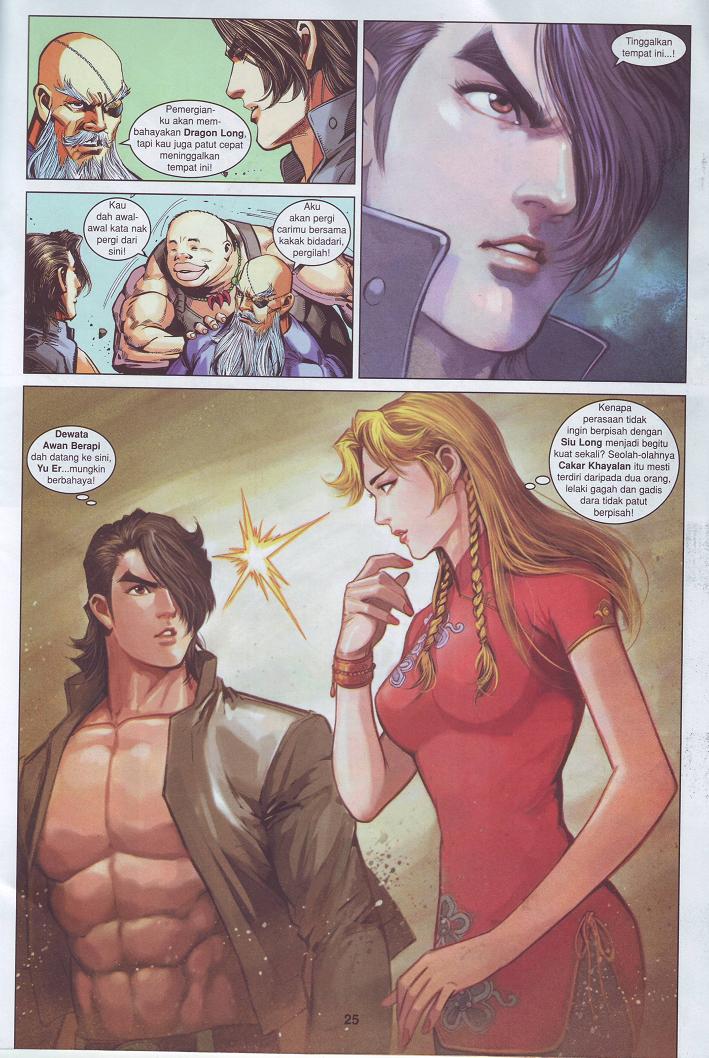 Pemergian-
ku akan mem-
bahayakan Dragon Long,
tapi kau juga patut cepat
meninggalkan
tempat ini!
Tinggalkan
tempat ini...!
Kau
dah awal-
awal kata nak
pergi dari
sini!
Aku
akan pergi
carimu bersama
kakak bidadari,
pergilah!
Dewata
Awan Berapi
dah datang ke sini,
Yu Er...mungkin
berbahaya!
Kenapa
perasaan tidak
ingin berpisah dengan
Siu Long menjadi begitu
kuat sekali? Seolah-olahnya
Cakar Khayalan itu mesti
terdiri daripada dua orang,
lelaki gagah dan gadis
dara tidak patut
berpisah!
25